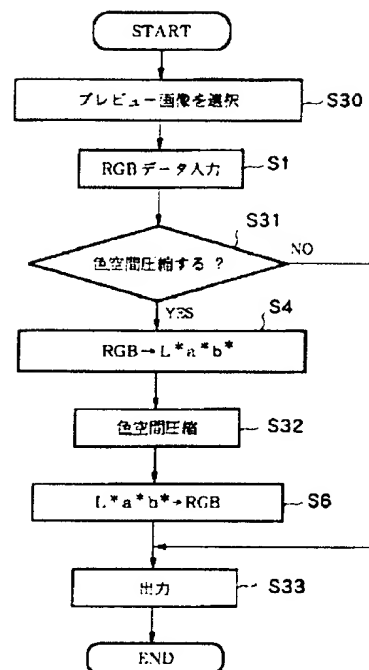 START
プレビュー画像を選択
S30
RGBデータ入力
S1
S31
色空間圧縮する?
NO
YES
S4
RGB→L*a*b*
色空間圧縮
S32
L*a*b*→RGB
S6
出力
S33
END